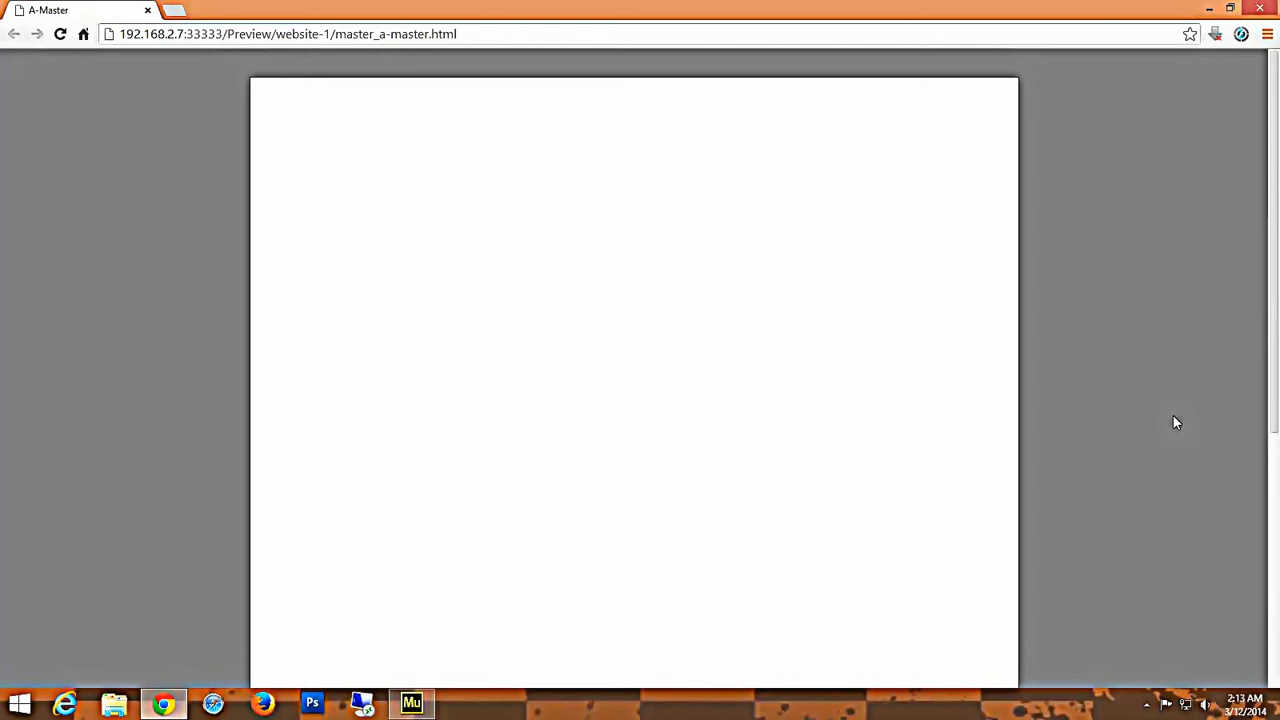 A-Master
192.168.2.7:33333/Preview/website-1/master_a-master.html
Ps
Mu
2:13 AM
3/12/2014